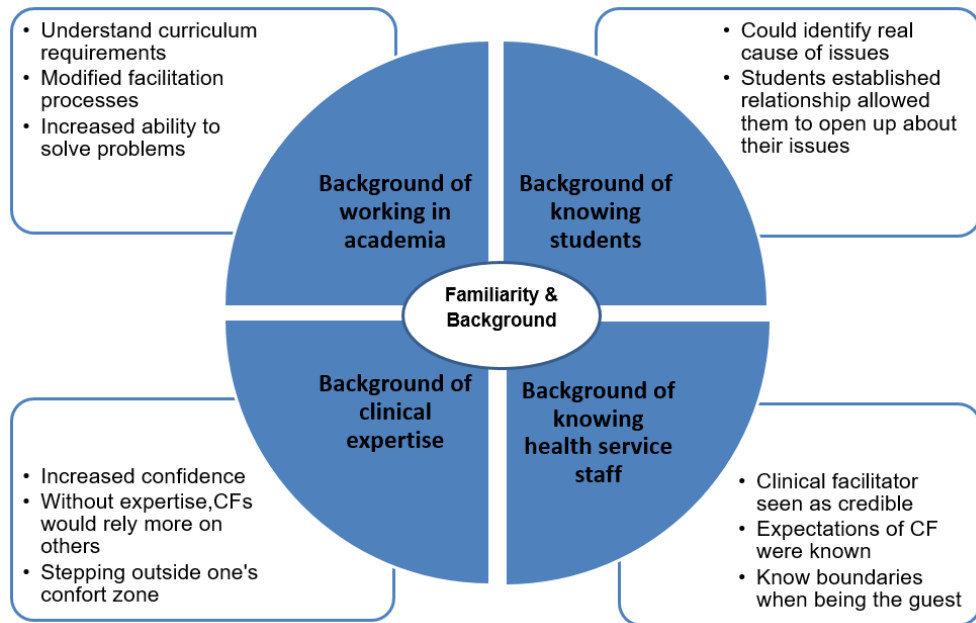 • Understand curriculum
requirements
• Modified facilitation
processes
• Increased ability to
solve problems
• Could identify real
cause of issues
• Students established
relationship allowed
them to open up about
their issues
Background of
working in
academia
Background of
knowing
students
Familiarity &
Background
Background of
clinical
expertise
Background of
knowing
health service
staff
• Increased confidence
• Without expertise,CFs
would rely more on
others
• Stepping outside one's
confort zone
• Clinical facilitator
seen as credible
• Expectations of CF
were known
• Know boundaries
when being the guest